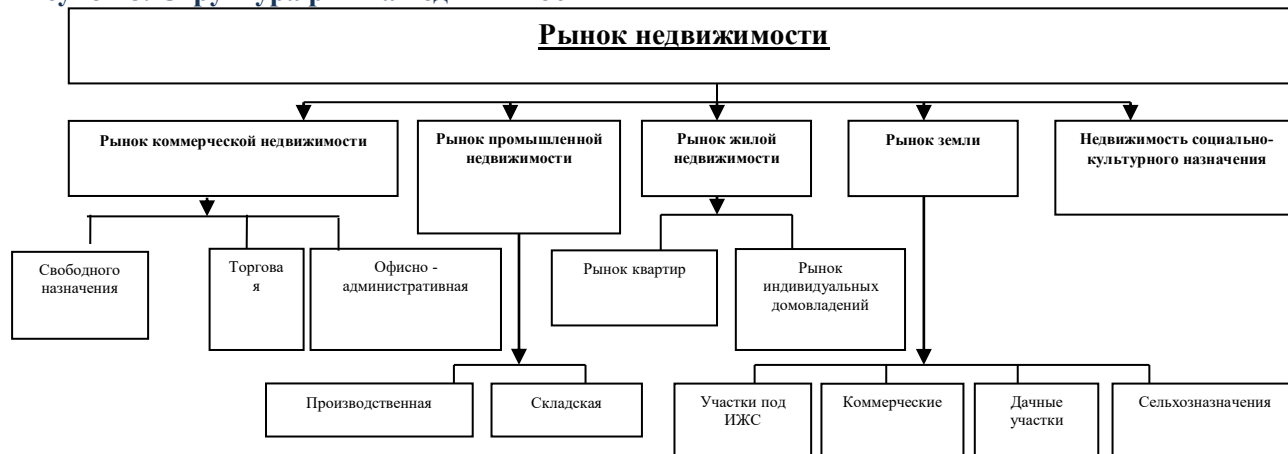 Рынок недвижимости
Рынок коммерческой недвижимости
Рынок промышленной
недвижимости
Рынок жилой
недвижимости
Рынок земли
Недвижимость социально-
культурного назначения
Свободного
назначения
Торгова
я
Офисно -
административная
Рынок квартир
Рынок
индивидуальных
домовладений
Производственная
Складская
Участки под
ИЖС
Коммерческие
Дачные
участки
Сельхозназначения